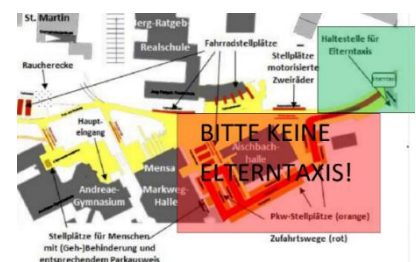 St. Martin
Jerg-Ratgeb-
Realschule
Fahrradstellplätze
Haltestelle für
Elterntaxis
Stellplätze
motorisierte
Zweiräder
Raucherecke
Haupt-
eingang
BITTE KEINE
ELTERNTAXIS!
Aischbach-
halle
Mensa
Andreae-
Gymnasium
Markweg-
Halle
Pkw-Stellplätze (orange)
Stellplätze für Menschen
mit (Geh-)Behinderung und
entsprechendem Parkausweis
Zufahrtswege (rot)